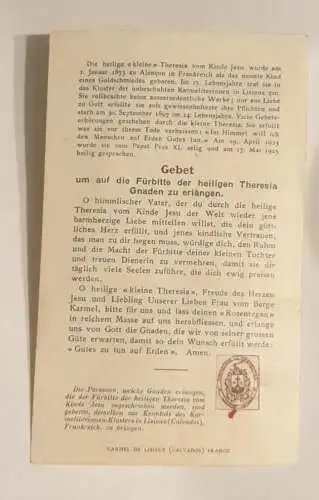 Die heilige «kleine» Theresia vom Kinde Jesu wurde am
2. Januar 1873 zu Alençon in Frankreich als das neunte Kind
eines Goldschmiedes geboren. Im 15. Lebensjahre trat sie in
das Kloster der unbeschuhten Karmeliterinnen in Lisieux ein.
Sie vollbrachte keine ausserordentliche Werke; nur aus Liebe
zu Gott erfüllte sie aufs gewissenhafteste ihre Pflichten und
starb am 30. September 1897 im 24. Lebensjahre. Viele Gebets-
erhörungen geschehen durch die kleine Theresia. Sie erfüllt
was sie vor ihrem Tode verheissen: «Im Himmel will ich
den Menschen auf Erden Gutes tun.» Am 29. April 1923
wurde sie vom Papst Pius XI. selig und am 17. Mai 1925
heilig gesprochen.
Gebet
um auf die Fürbitte der heiligen Theresia
Gnaden zu erlangen.
O himmlischer Vater, der du durch die heilige
Theresia vom Kinde Jesu der Welt wieder jene
barmherzige Liebe mitteilen willst, die dein gött-
liches Herz erfüllt, und jenes kindliche Vertrauen,
das man zu dir hegen muss, würdige dich, den Ruhm
und die Macht der Fürbitte deiner kleinen Tochter
und treuen Dienerin zu vermehren, damit sie dir
täglich viele Seelen zuführe, die dich ewig preisen
werden.
O heilige «kleine Theresia», Freude des Herzen
Jesu und Liebling Unserer Lieben Frau vom Berge
Karmel, bitte für uns und lass deinen «Rosenregen»
in reichem Masse auf uns herabfliessen, und erlange
uns von Gott die Gnaden, die wir von seiner grossen
Güte erwarten, damit so dein Wunsch erfüllt werde:
«Gutes zu tun auf Erden». Amen.
Die Personen, welche Gnaden erlangen,
die der Fürbitte der heiligen Theresia vom
Kinde Jesu zugeschrieben werden, sind
gebeten, dieselben zur Kenntnis des Kar-
meliterinnen-Klosters in Lisieux (Calvados),
Frankreich, zu bringen.
CARMEL DE LISIEUX (CALVADOS) FRANCE